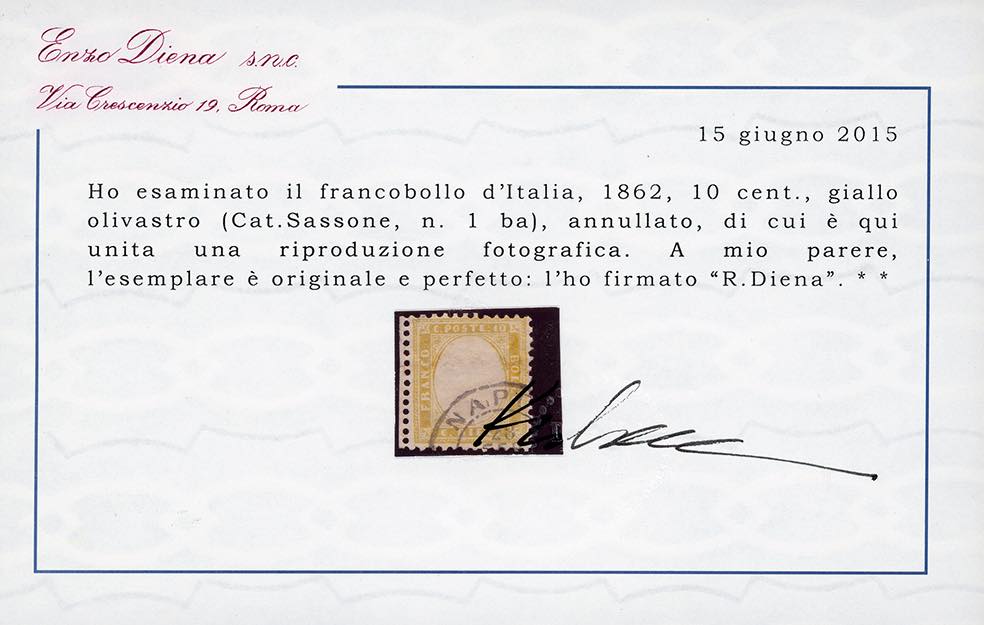 Enzo Diena s.n.c.
Via Crescenzio 19, Roma
15 giugno 2015
Ho esaminato il francobollo d'Italia, 1862, 10 cent., giallo
olivastro (Cat.Sassone, n. 1 ba), annullato, di cui è qui
unita una riproduzione fotografica. A mio parere,
l'esemplare è originale e perfetto: l'ho firmato "R.Diena". * *
C. POSTE. 10
FRANCO
BOL
NAP